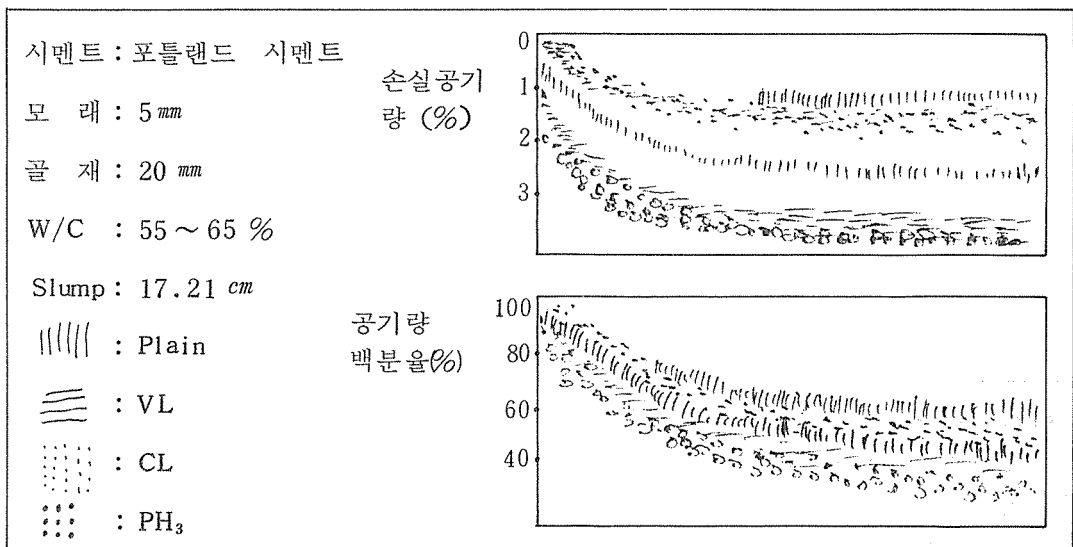 시멘트 : 포틀랜드 시멘트
모 래 : 5 mm
골 재 : 20 mm
W/C : 55 ~ 65 %
Slump : 17.21 cm
: Plain
: VL
: CL
: PH₃
손실공기
량 (%)
0
1
2
3
공기량
백분율(%)
100
80
60
40